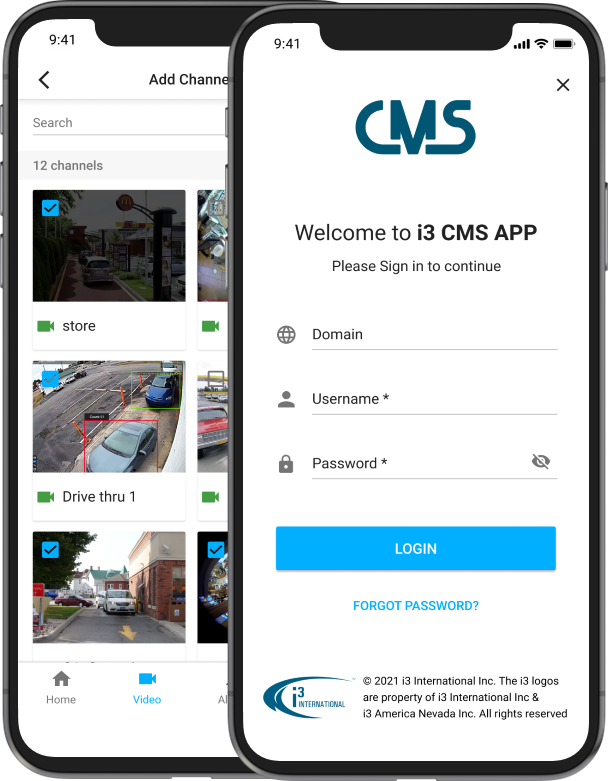 9:41
Add Channe
Search
12 channels
store
Drive thru 1
Home
Video
Al
9:41
CMS
Welcome to i3 CMS APP
Please Sign in to continue
Domain
Username *
Password *
LOGIN
FORGOT PASSWORD?
i3
INTERNATIONAL
© 2021 i3 International Inc. The i3 logos
are property of i3 International Inc &
i3 America Nevada Inc. All rights reserved